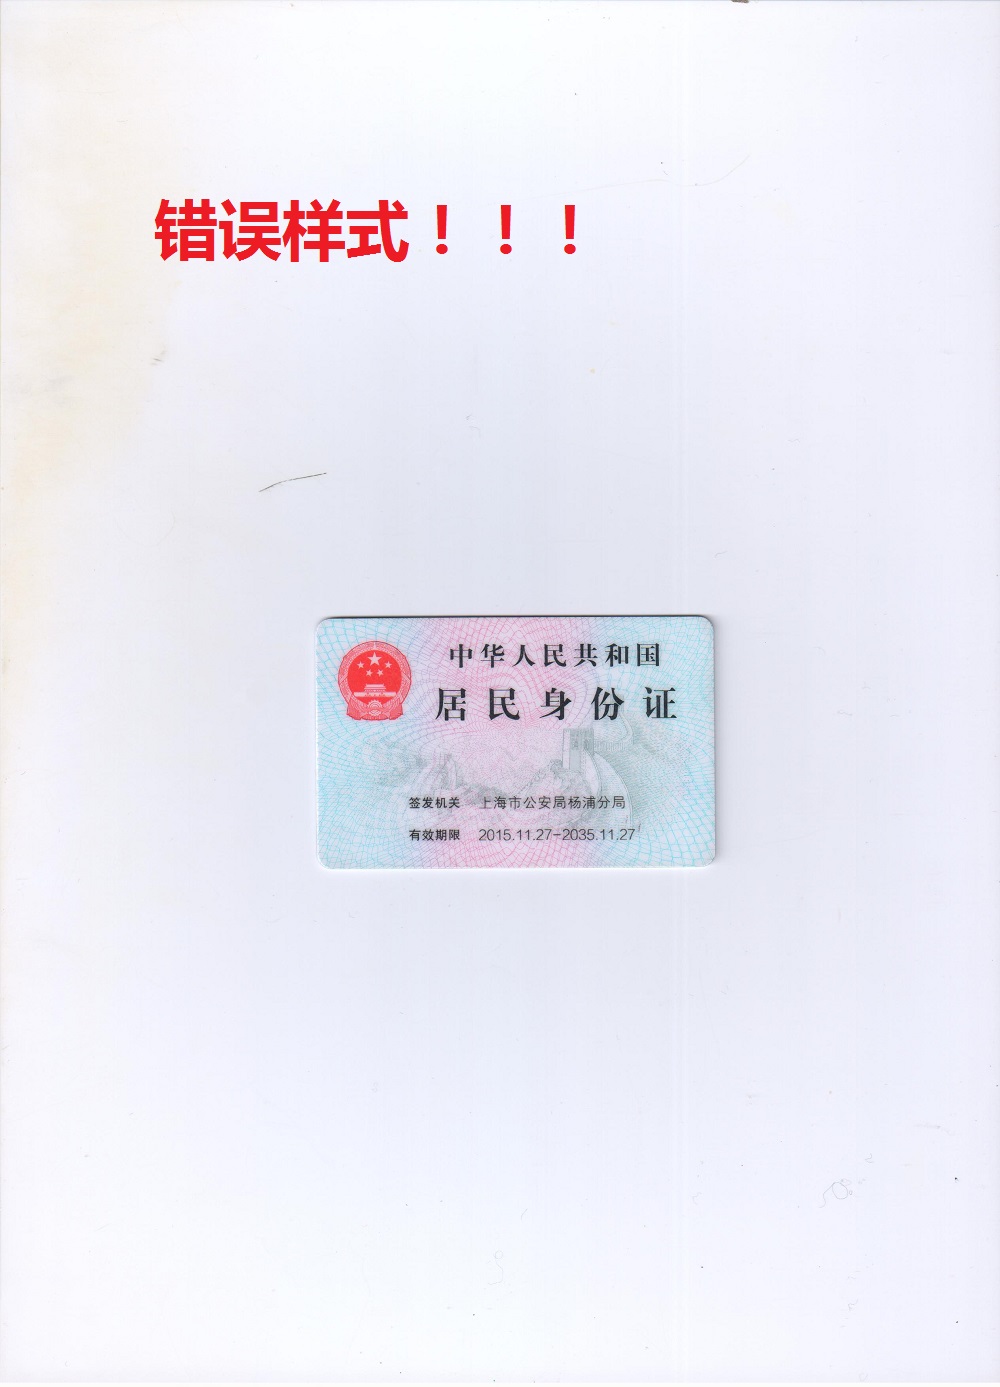 错误样式！！！
中华人民共和国
居民身份证
签发机关 上海市公安局杨浦分局
有效期限 2015.11.27-2035.11.27